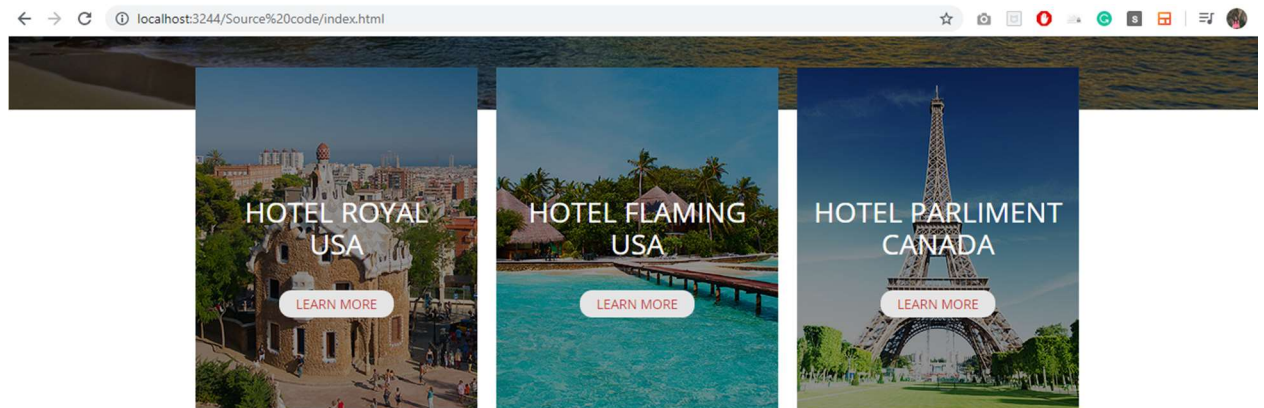 localhost:3244/Source%20code/index.html
HOTEL ROYAL
USA
LEARN MORE
HOTEL FLAMING
USA
LEARN MORE
HOTEL PARLIMENT
CANADA
LEARN MORE